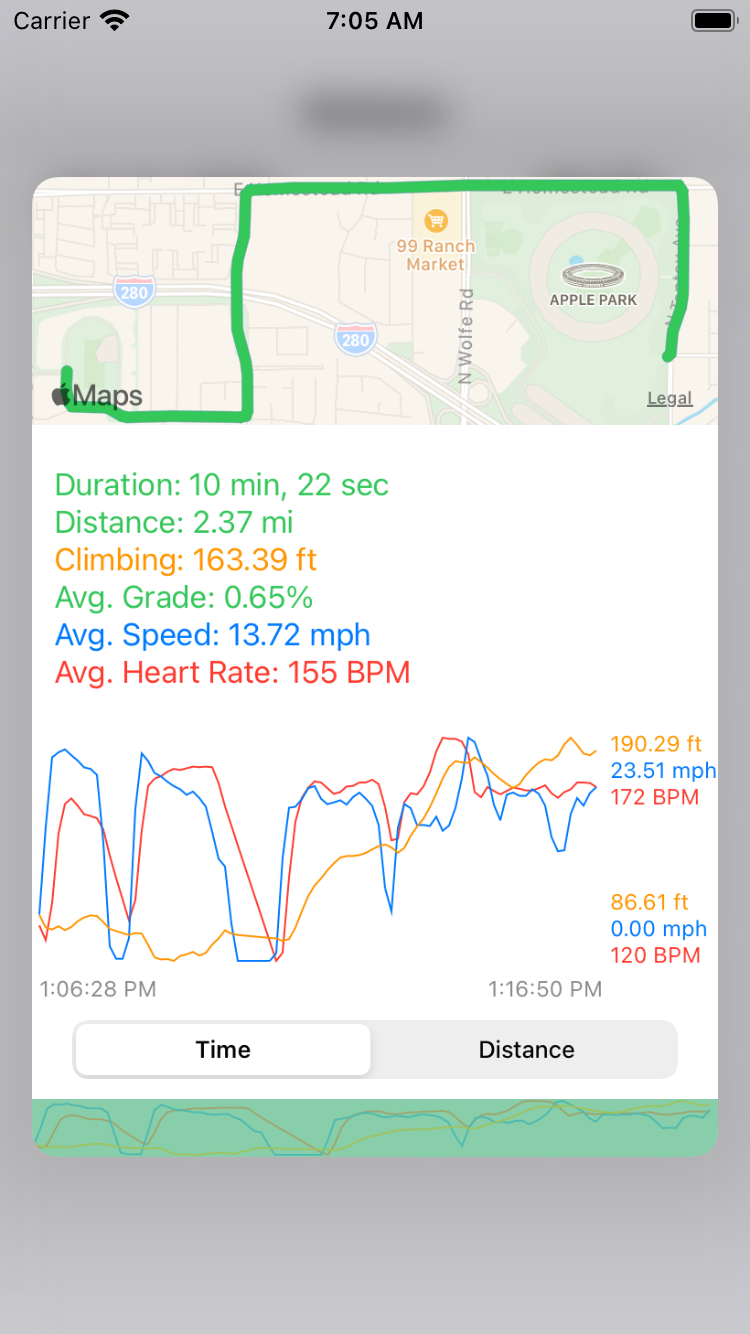 Carrier
7:05 AM
280
99 Ranch
Market
APPLE PARK
280
N Wolfe Rd
Maps
Legal
Duration: 10 min, 22 sec
Distance: 2.37 mi
Climbing: 163.39 ft
Avg. Grade: 0.65%
Avg. Speed: 13.72 mph
Avg. Heart Rate: 155 BPM
190.29 ft
23.51 mph
172 BPM
86.61 ft
0.00 mph
120 BPM
1:06:28 PM
1:16:50 PM
Time
Distance